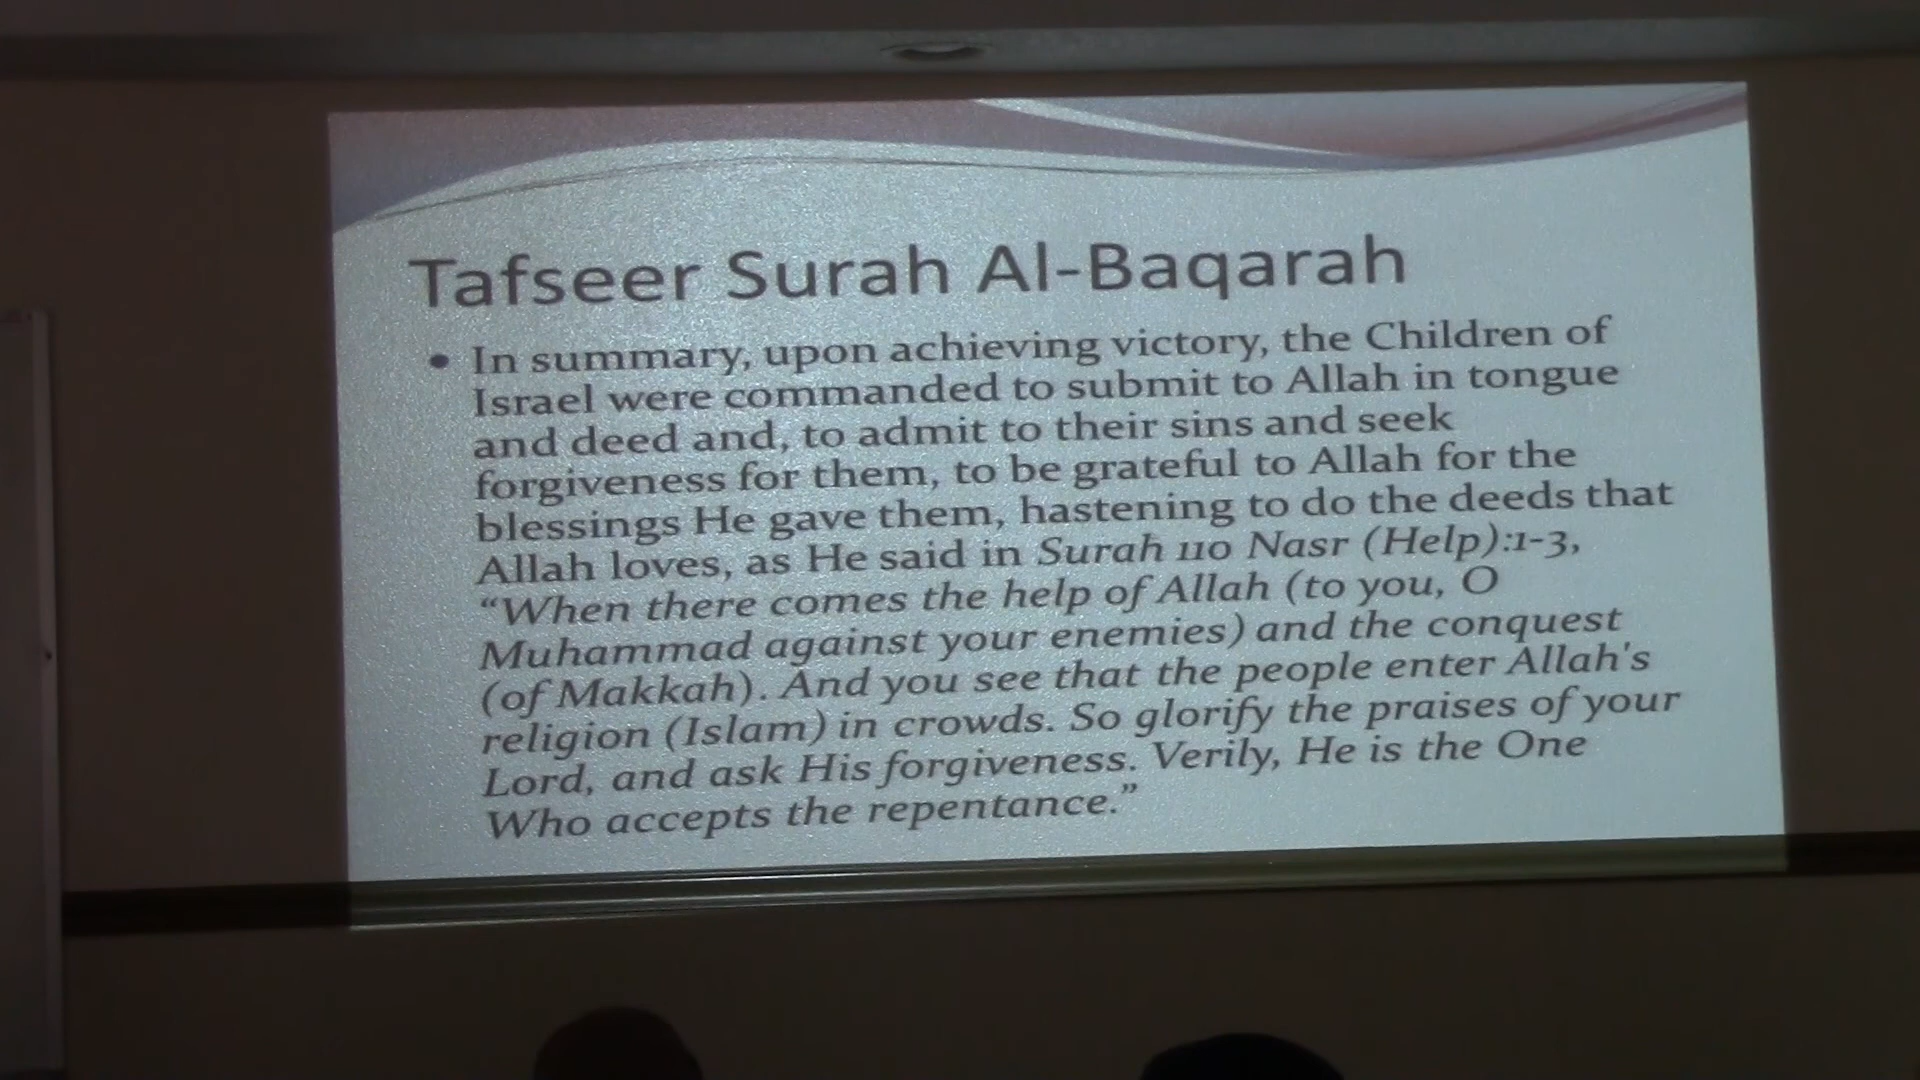 Tafseer Surah Al-Baqarah
• In summary, upon achieving victory, the Children of
Israel were commanded to submit to Allah in tongue
and deed and, to admit to their sins and seek
forgiveness for them, to be grateful to Allah for the
blessings He gave them, hastening to do the deeds that
Allah loves, as He said in Surah 110 Nasr (Help):1-3,
“When there comes the help of Allah (to you, O
Muhammad against your enemies) and the conquest
(of Makkah). And you see that the people enter Allah's
religion (Islam) in crowds. So glorify the praises of your
Lord, and ask His forgiveness. Verily, He is the One
Who accepts the repentance.”